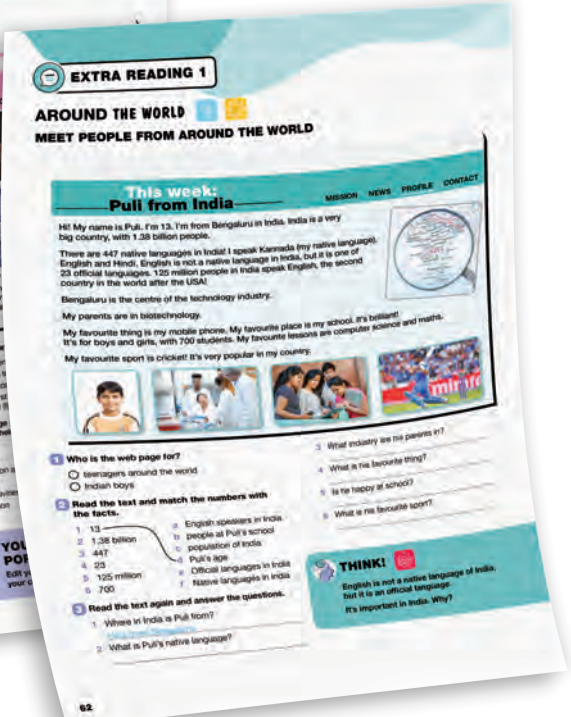 EXTRA READING 1
AROUND THE WORLD
MEET PEOPLE FROM AROUND THE WORLD
This week:
Puli from India
MISSION NEWS PROFILE CONTACT
Hi! My name is Puli. I'm 13. I'm from Bengaluru in India. India is a very
big country, with 1.38 billion people.
There are 447 native languages in India! I speak Kannada (my native language),
English and Hindi. English is not a native language in India, but it is one of
23 official languages. 125 million people in India speak English, the second
country in the world after the USA!
Bengaluru is the centre of the technology industry.
My parents are in biotechnology.
My favourite thing is my mobile phone. My favourite place is my school. It's brilliant!
It's for boys and girls, with 700 students. My favourite lessons are computer science and maths.
My favourite sport is cricket! It's very popular in my country.
1 Who is the web page for?
teenagers around the world
Indian boys
2 Read the text and match the numbers with
the facts.
1 13
2 1.38 billion
3 447
4 23
5 125 million
6 700
a English speakers in India
b people at Puli's school
c population of India
d Puli's age
e Official languages in India
f Native languages in India
3 Read the text again and answer the questions.
1 Where in India is Puli from?
2 What is Puli's native language?
3 What industry are his parents in?
4 What is his favourite thing?
5 Is he happy at school?
6 What is his favourite sport?
THINK!
English is not a native language of India,
but it is an official language.
It's important in India. Why?
62